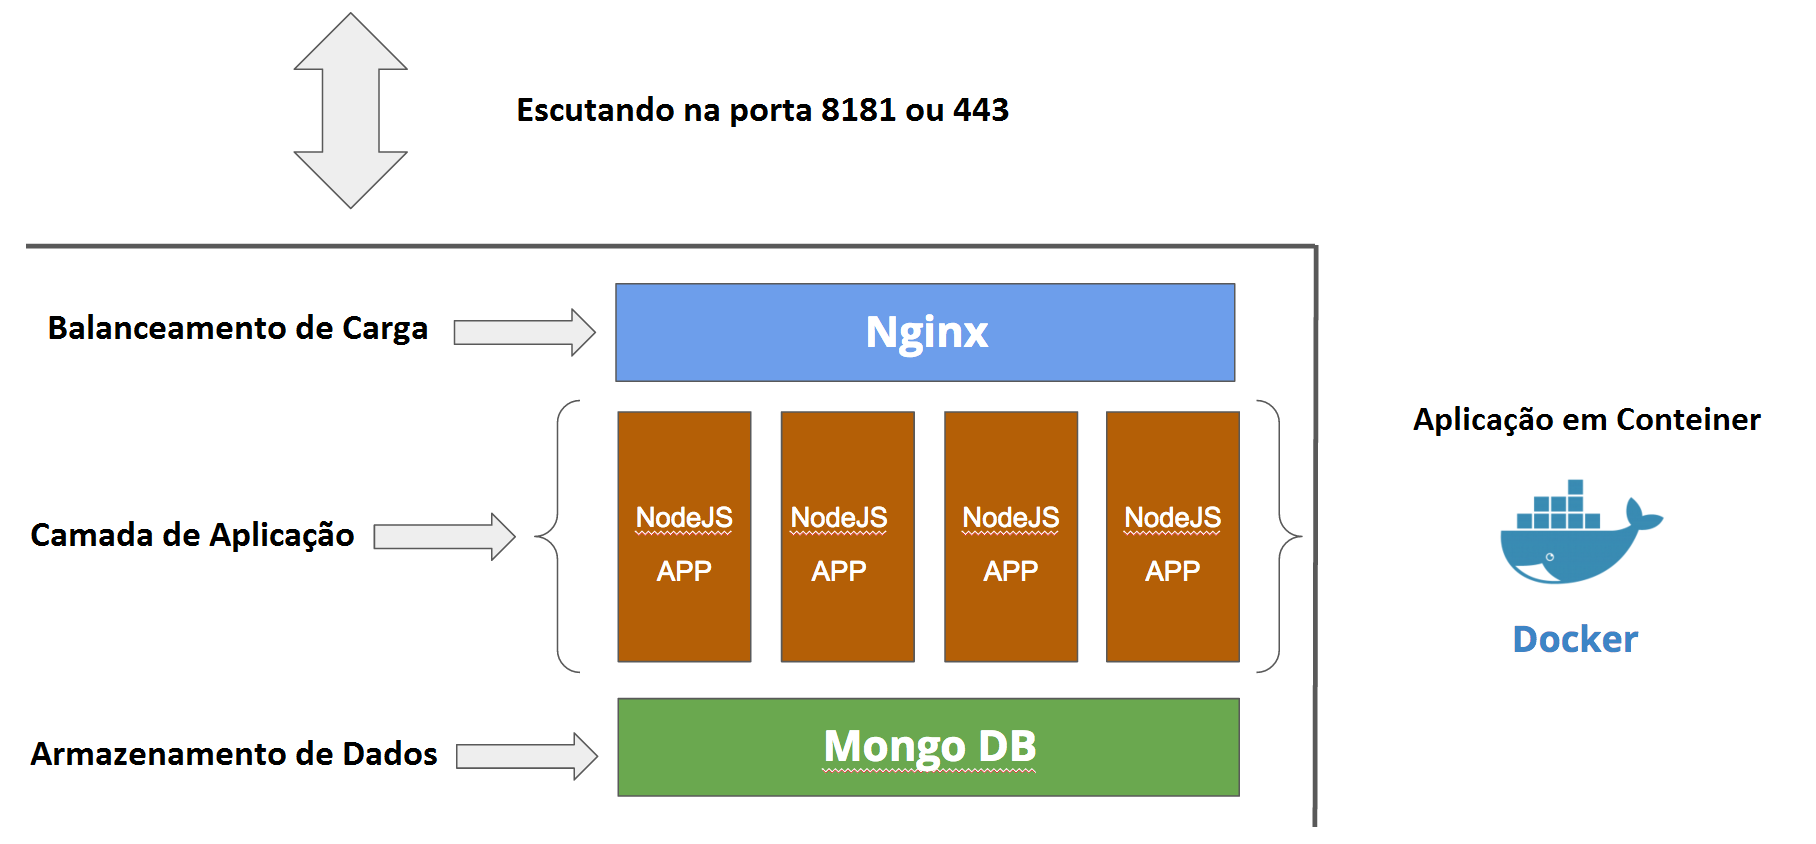 Escutando na porta 8181 ou 443
Balanceamento de Carga
Nginx
Camada de Aplicação
NodeJS
APP
NodeJS
APP
NodeJS
APP
NodeJS
APP
Aplicação em Conteiner
Docker
Armazenamento de Dados
Mongo DB